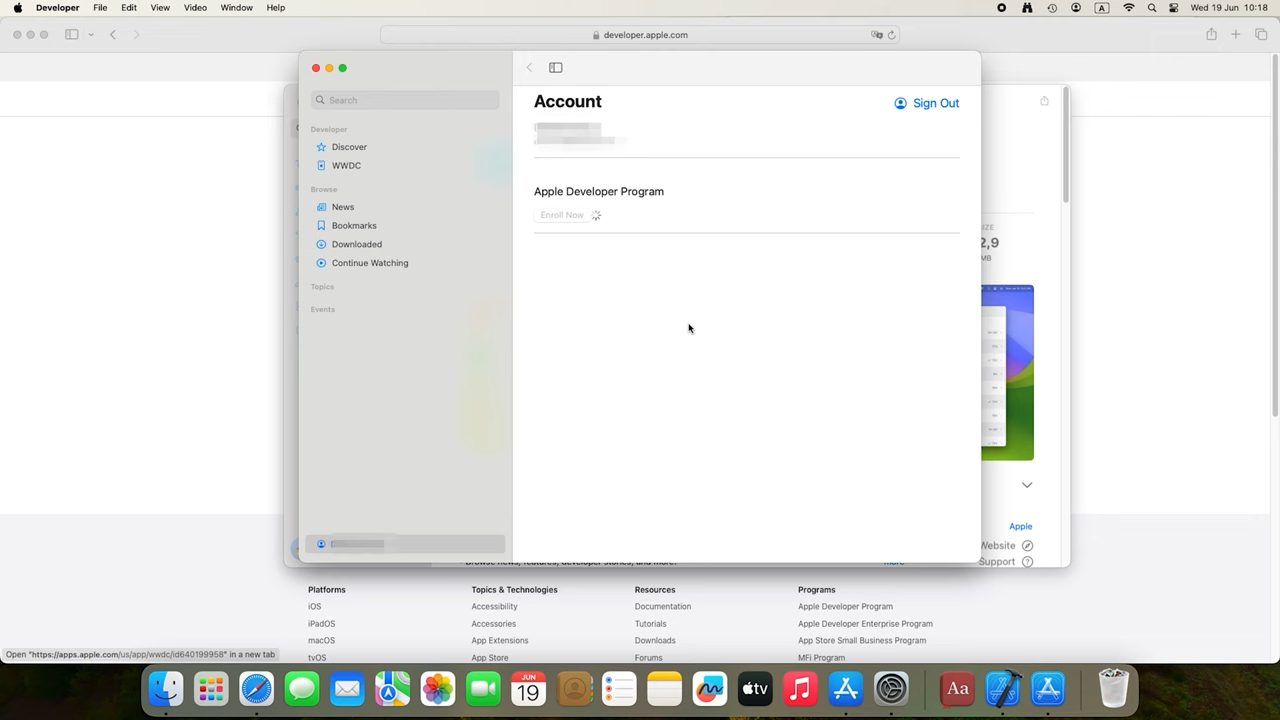 Developer File Edit View Video Window Help
A
Wed 19 Jun 10:18
developer.apple.com
Search
Developer
Discover
WWDC
Browse
News
Bookmarks
Downloaded
Continue Watching
Topics
Events
Account
Sign Out
Apple Developer Program
Enroll Now
2,9
MB
Apple
Website
Support
more
Platforms
iOS
iPadOS
macOS
tvOS
Topics & Technologies
Accessibility
Accessories
App Extensions
App Store
Resources
Documentation
Tutorials
Downloads
Forums
Programs
Apple Developer Program
Apple Developer Enterprise Program
App Store Small Business Program
MFi Program
Open "https://apps.apple.com/us/app/wwdc/id640199958" in a new tab
JUN
19
tv
Aa